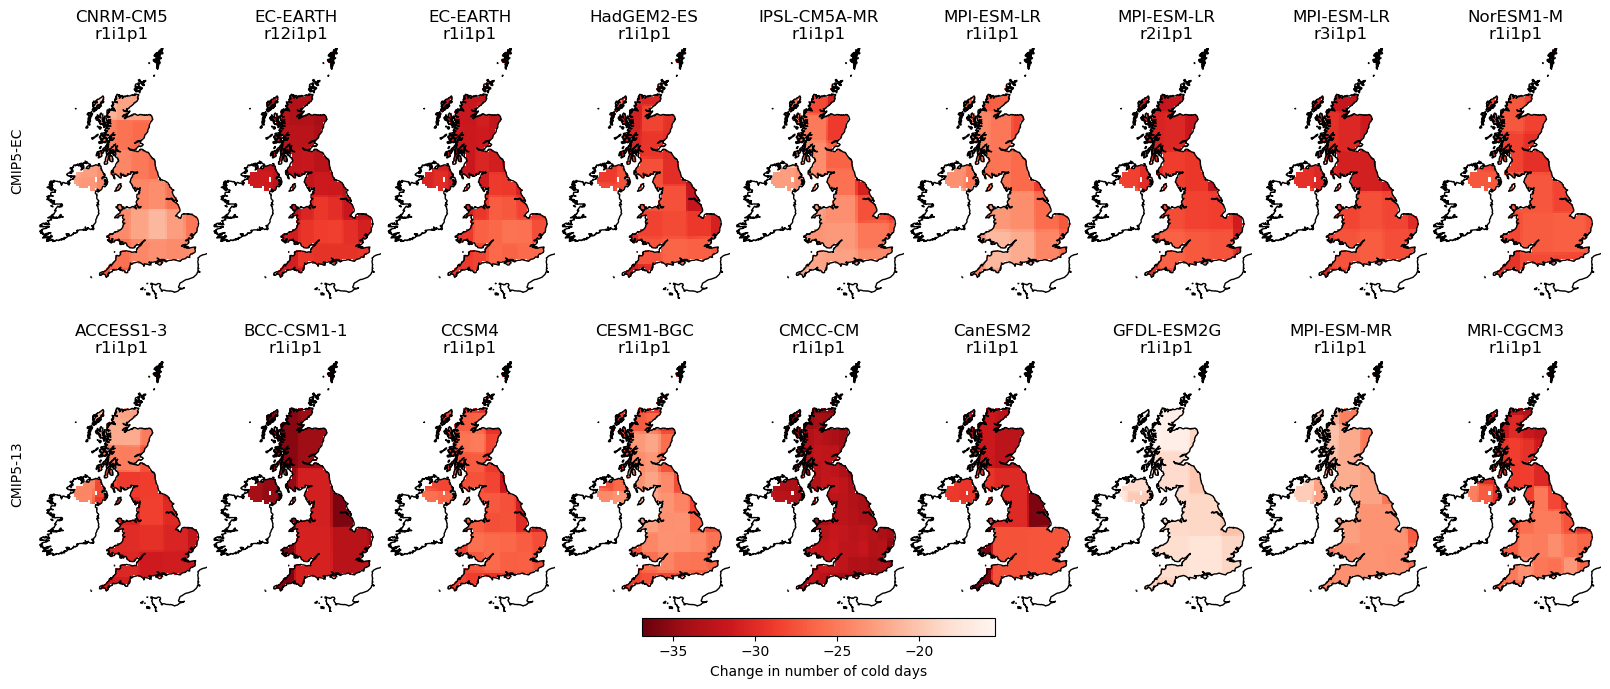 CNRM-CM5 EC-EARTH EC-EARTH HadGEM2-ES IPSL-CM5A-MR MPI-ESM-LR MPI-ESM-LR MPI-ESM-LR NorESM1-M
r1i1p1 r12i1p1 r1i1p1 r1i1p1 r1i1p1 r1i1p1 r2i1p1 r3i1p1 r1i1p1
CMIP5-EC
ACCESS1-3 BCC-CSM1-1 CCSM4 CESM1-BGC CMCC-CM CanESM2 GFDL-ESM2G MPI-ESM-MR MRI-CGCM3
r1i1p1 r1i1p1 r1i1p1 r1i1p1 r1i1p1 r1i1p1 r1i1p1 r1i1p1 r1i1p1
CMIP5-13
−35 −30 −25 −20
Change in number of cold days